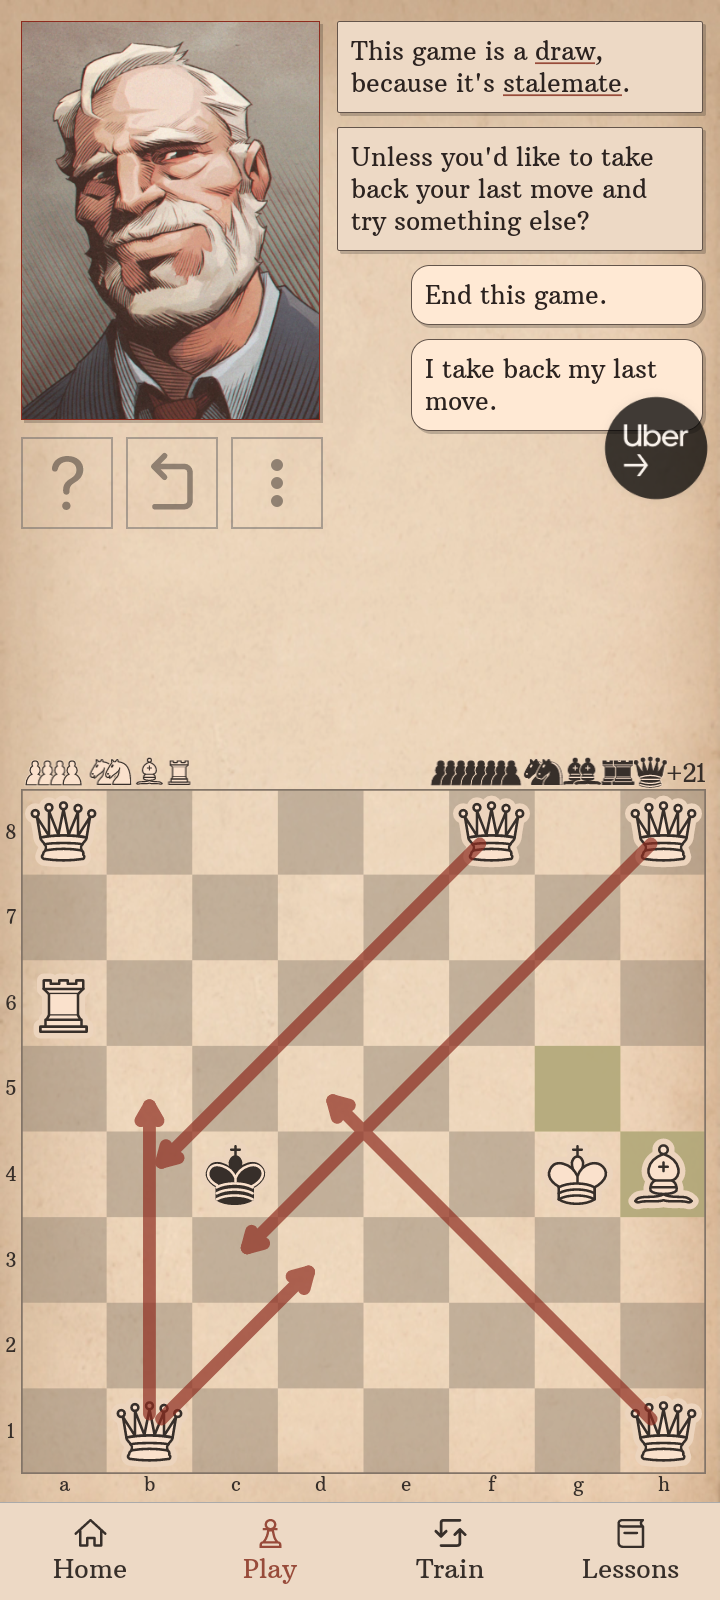 This game is a draw,
because it's stalemate.
Unless you'd like to take
back your last move and
try something else?
End this game.
I take back my last
move.
Uber
+21
8
7
6
5
4
3
2
1
a b c d e f g h
Home Play Train Lessons